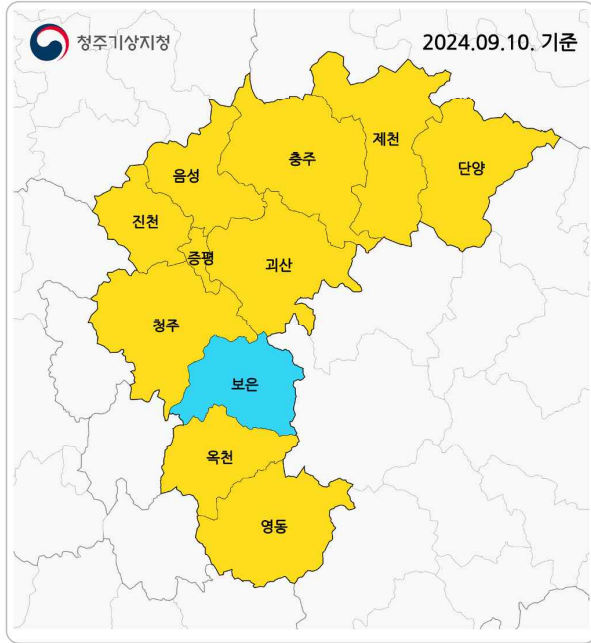 청주기상지청
2024.09.10. 기준
제천
충주
단양
음성
진천
증평
괴산
청주
보은
옥천
영동